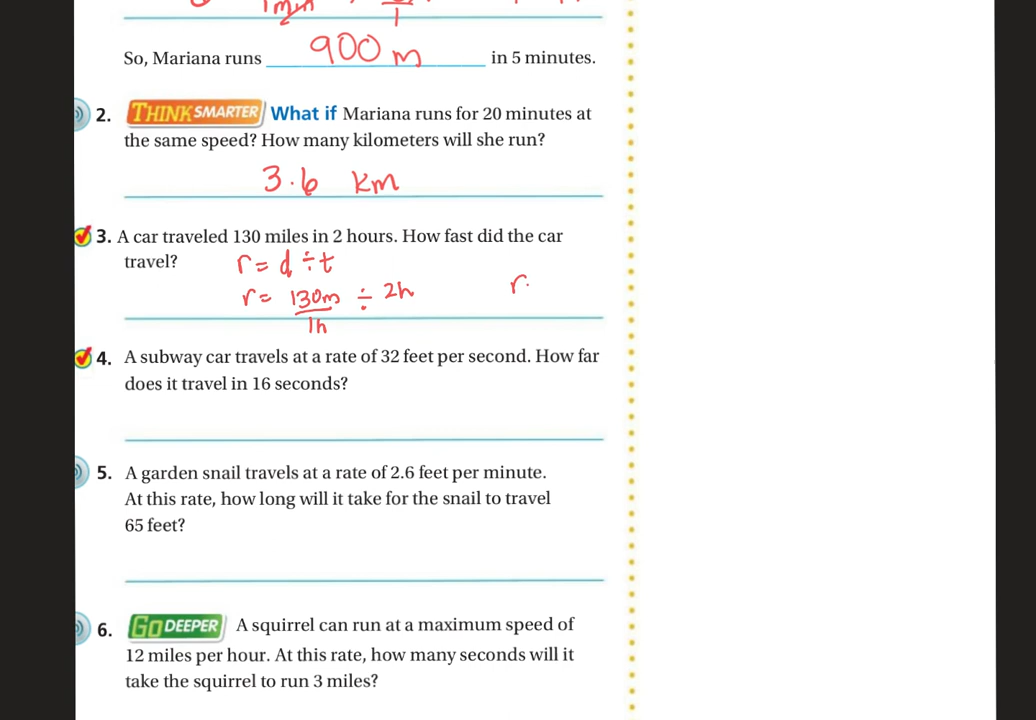 1 min
1
So, Mariana runs 900 m in 5 minutes.
2. THINK SMARTER What if Mariana runs for 20 minutes at
the same speed? How many kilometers will she run?
3.6 km
3. A car traveled 130 miles in 2 hours. How fast did the car
travel? r = d ÷ t
r = 130m ÷ 2h r.
1h
4. A subway car travels at a rate of 32 feet per second. How far
does it travel in 16 seconds?
5. A garden snail travels at a rate of 2.6 feet per minute.
At this rate, how long will it take for the snail to travel
65 feet?
6. GO DEEPER A squirrel can run at a maximum speed of
12 miles per hour. At this rate, how many seconds will it
take the squirrel to run 3 miles?